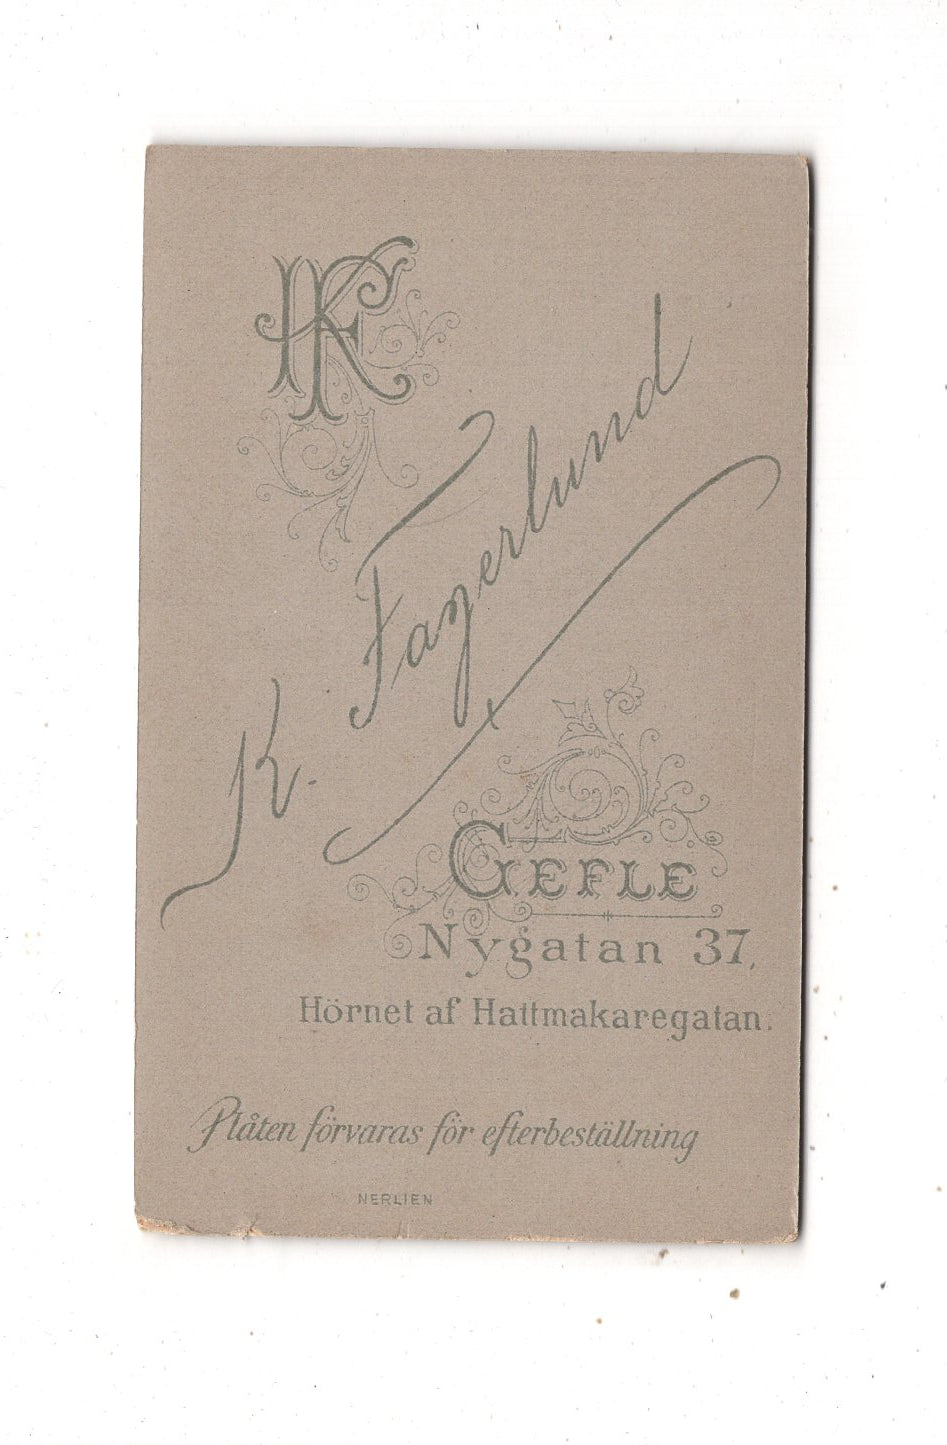 KF
K. Fagerlund
GEFLE
Nygatan 37,
Hörnet af Hattmakaregatan.
Plåten förvaras för efterbeställning
NERLIEN